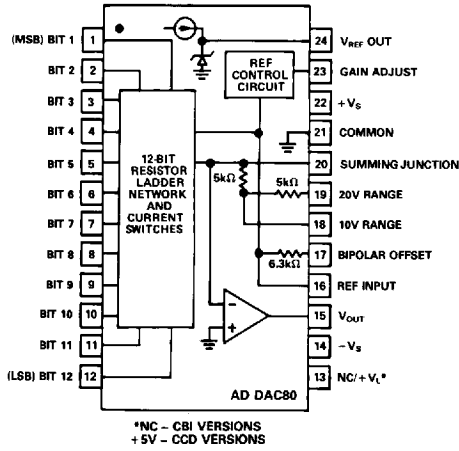 (MSB) BIT 1 1
BIT 2 2
BIT 3 3
BIT 4 4
BIT 5 5
BIT 6 6
BIT 7 7
BIT 8 8
BIT 9 9
BIT 10 10
BIT 11 11
(LSB) BIT 12 12
12-BIT
RESISTOR
LADDER
NETWORK
AND
CURRENT
SWITCHES
REF
CONTROL
CIRCUIT
5kΩ
5kΩ
6.3kΩ
−
+
24 VREF OUT
23 GAIN ADJUST
22 +VS
21 COMMON
20 SUMMING JUNCTION
19 20V RANGE
18 10V RANGE
17 BIPOLAR OFFSET
16 REF INPUT
15 VOUT
14 −VS
13 NC/+VL*
AD DAC80
*NC – CBI VERSIONS
+5V – CCD VERSIONS